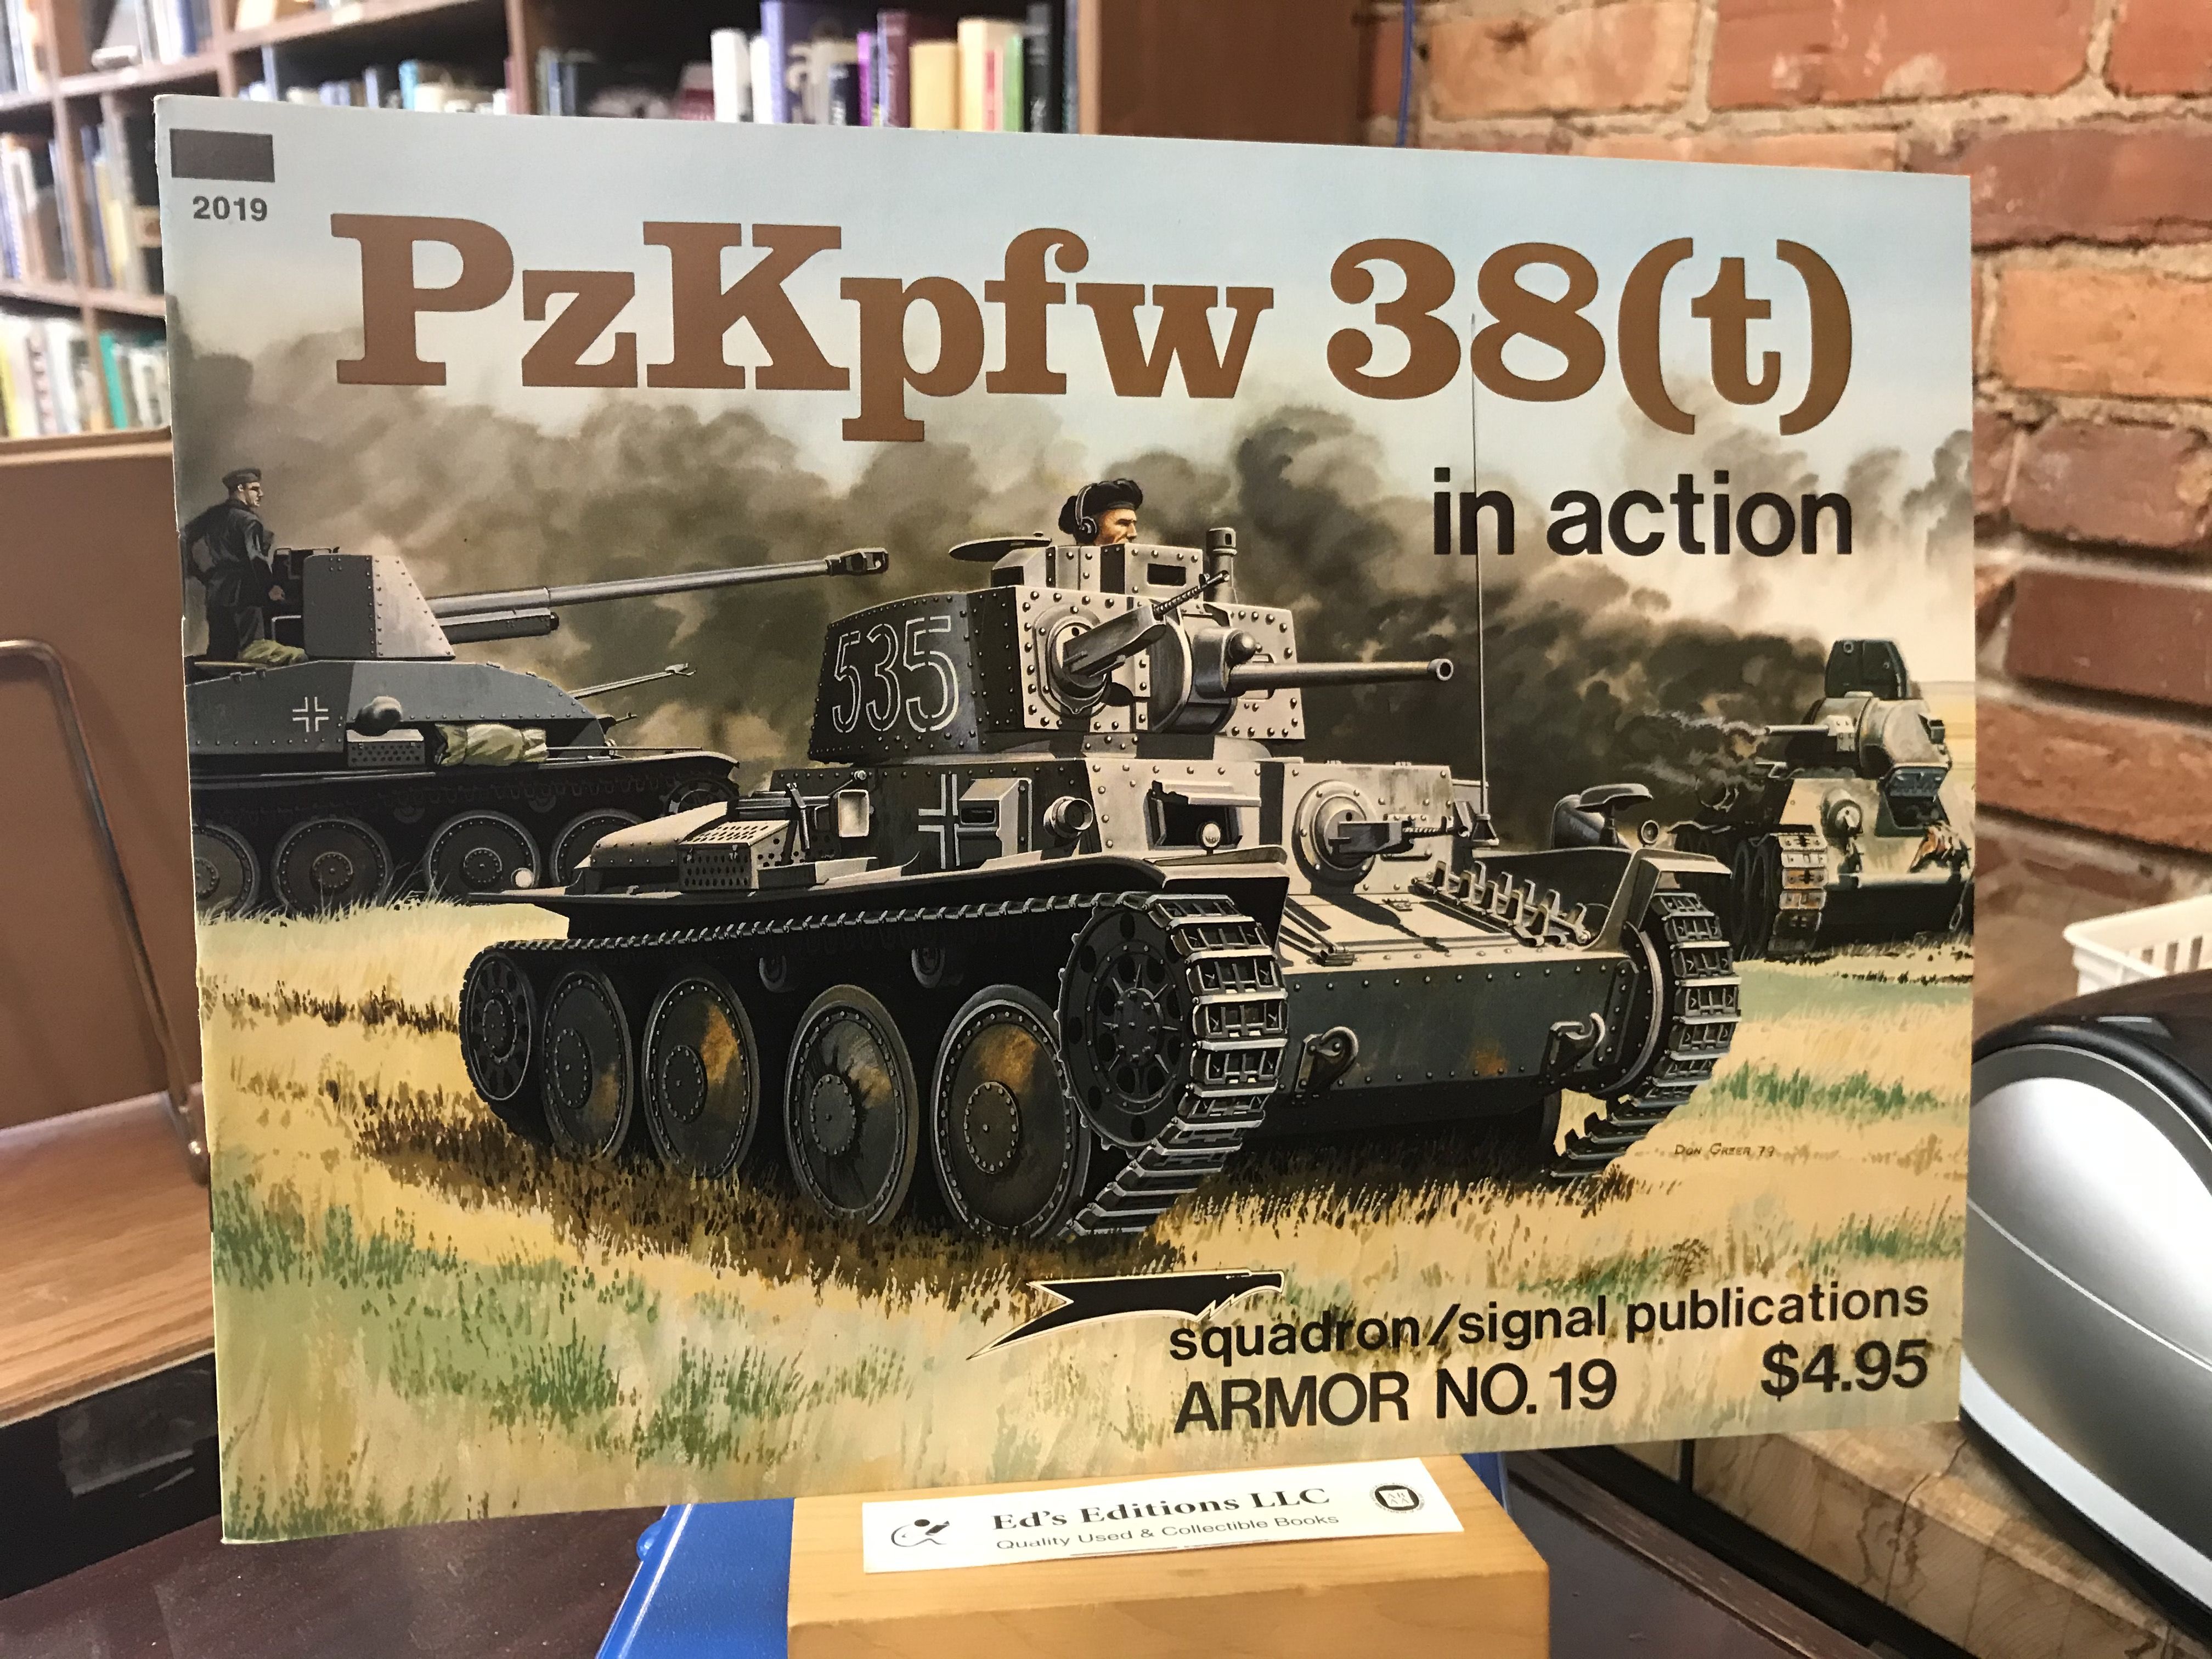 2019
PzKpfw 38(t)
in action
535
DON GREER 79
squadron/signal publications
ARMOR NO. 19 $4.95
Ed's Editions LLC
Quality Used & Collectible Books